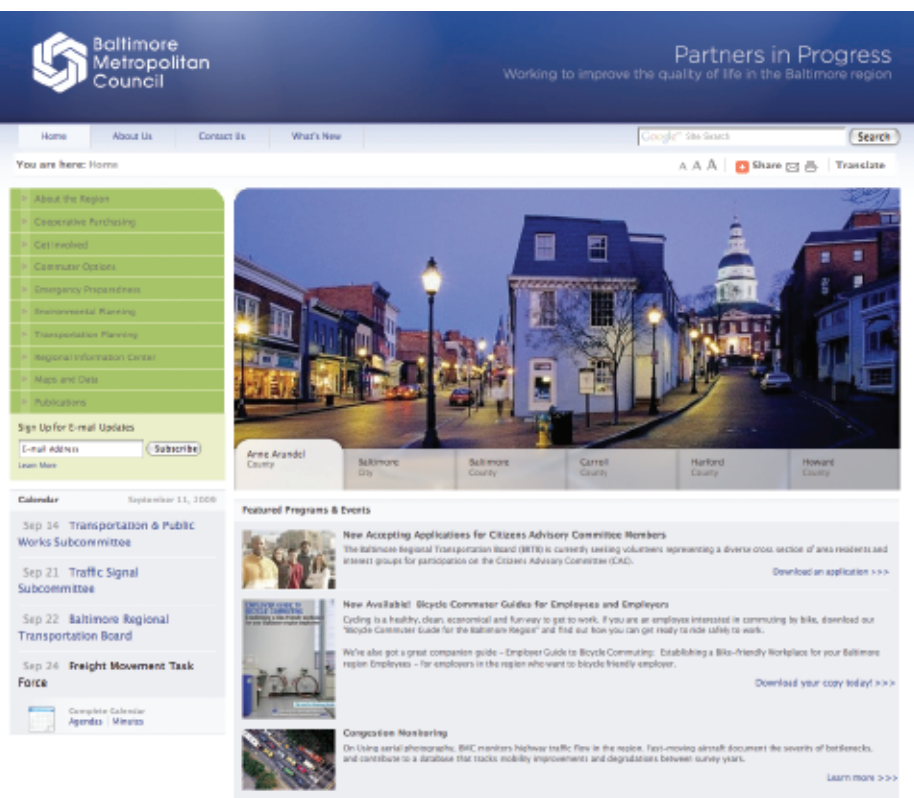 Baltimore
Metropolitan
Council
Partners in Progress
Working to improve the quality of life in the Baltimore region
Home About Us Contact Us What's New
Google™ Site Search Search
You are here: Home
A A A Share Translate
About the Region
Cooperative Purchasing
Get Involved
Commuter Options
Emergency Preparedness
Environmental Planning
Transportation Planning
Regional Information Center
Maps and Data
Publications
Sign Up for E-mail Updates
E-mail Address Subscribe
Learn More
Anne Arundel
County
Baltimore
City
Baltimore
County
Carroll
County
Harford
County
Howard
County
Calendar September 11, 2009
Sep 14 Transportation & Public
Works Subcommittee
Sep 21 Traffic Signal
Subcommittee
Sep 22 Baltimore Regional
Transportation Board
Sep 24 Freight Movement Task
Force
Complete Calendar
Agendas | Minutes
Featured Programs & Events
Now Accepting Applications for Citizens Advisory Committee Members
The Baltimore Regional Transportation Board (BRTB) is currently seeking volunteers representing a diverse cross section of area residents and
interest groups for participation on the Citizens Advisory Committee (CAC).
Download an application >>>
Now Available! Bicycle Commuter Guides for Employees and Employers
Cycling is a healthy, clean, economical and fun way to get to work. If you are an employee interested in commuting by bike, download our
"Bicycle Commuter Guide for the Baltimore Region" and find out how you can get ready to ride safely to work.
We've also got a great companion guide – Employer Guide to Bicycle Commuting: Establishing a Bike-friendly Workplace for your Baltimore
region Employees – for employers in the region who want to bicycle friendly employer.
Download your copy today! >>>
EMPLOYER GUIDE TO
BICYCLE COMMUTING
Congestion Monitoring
On Using aerial photography, BMC monitors highway traffic flow in the region. Fast-moving aircraft document the severity of bottlenecks,
and contribute to a database that tracks mobility improvements and degradations between survey years.
Learn more >>>